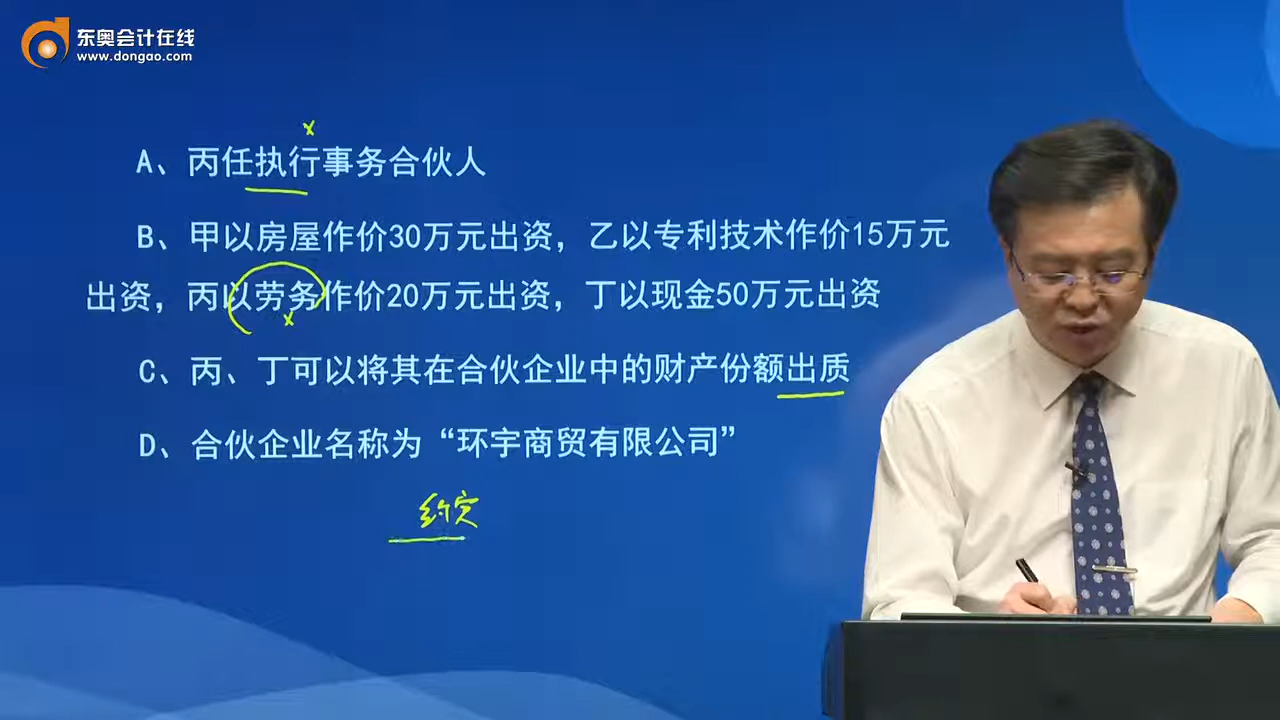 东奥会计在线
www.dongao.com
x
A、丙任执行事务合伙人
B、甲以房屋作价30万元出资，乙以专利技术作价15万元
出资，丙以劳务作价20万元出资，丁以现金50万元出资
x
C、丙、丁可以将其在合伙企业中的财产份额出质
D、合伙企业名称为“环宇商贸有限公司”
约定